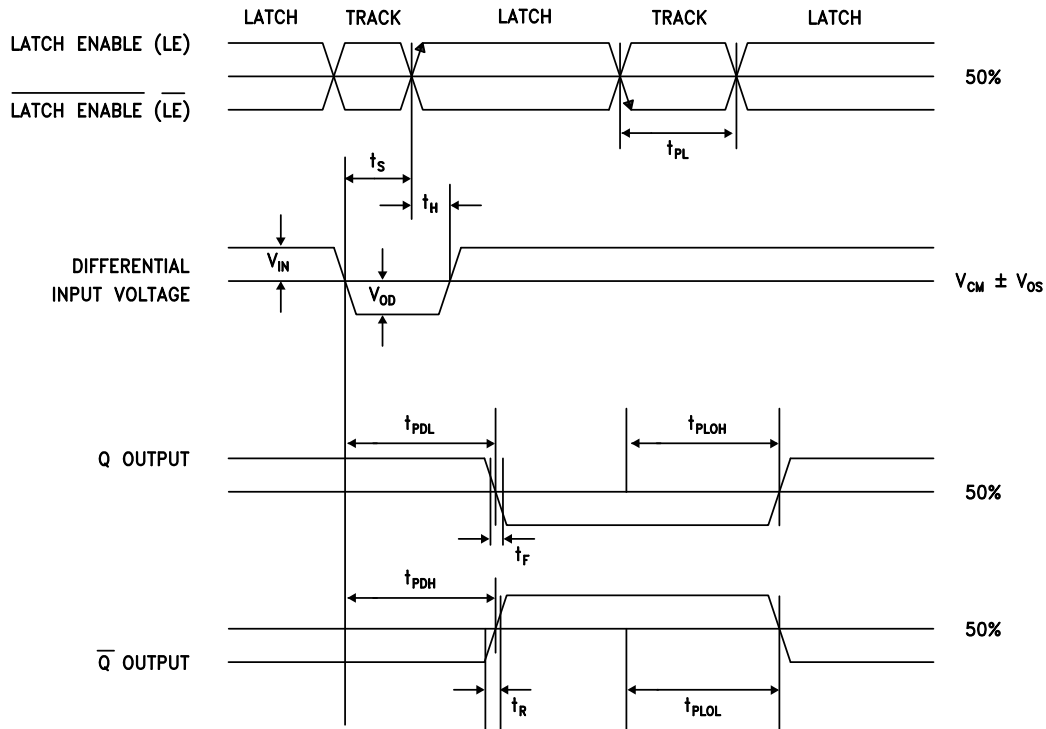 LATCH TRACK LATCH TRACK LATCH
LATCH ENABLE (LE)
50%
LATCH ENABLE (LE)
tPL
tS
tH
VIN
DIFFERENTIAL
INPUT VOLTAGE
VOD
VCM ± VOS
tPDL
tPLOH
Q OUTPUT
50%
tF
tPDH
50%
Q OUTPUT
tR
tPLOL